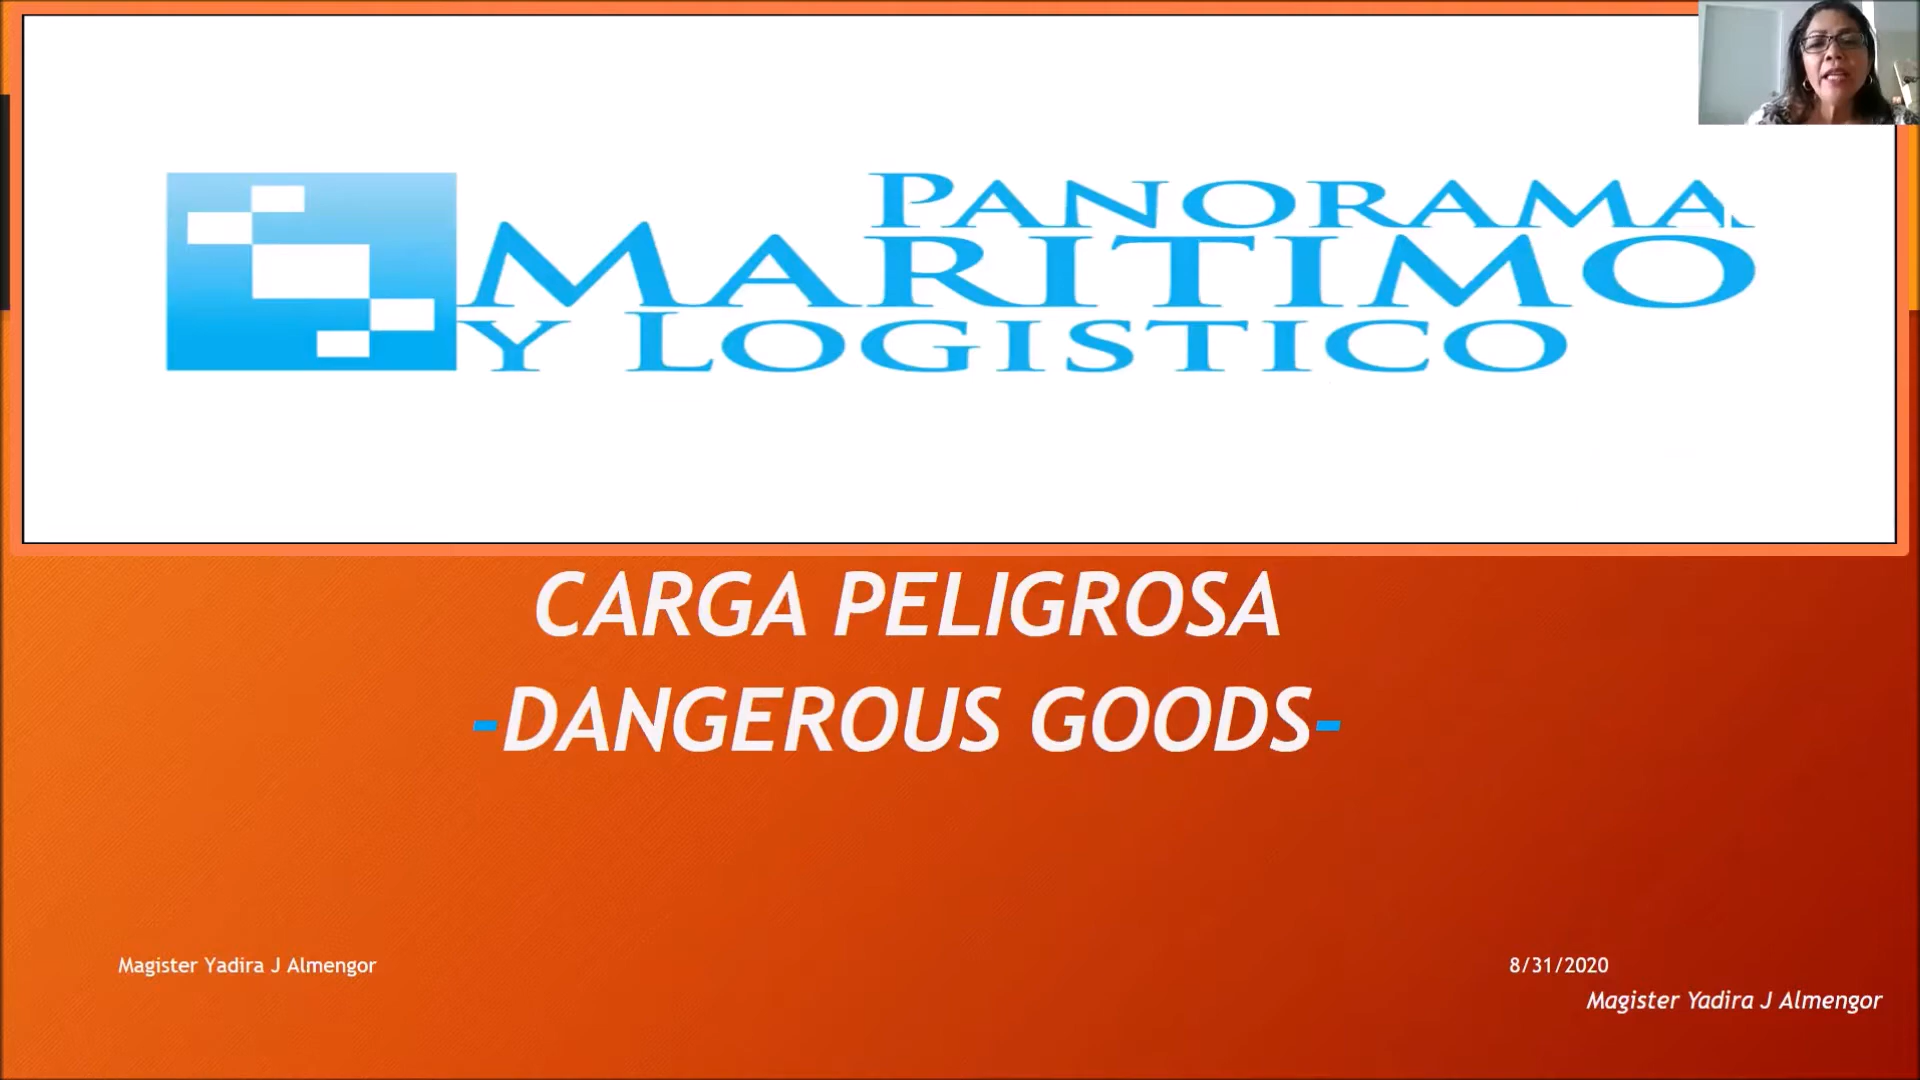 PANORAMA
MARITIMO
Y LOGISTICO
CARGA PELIGROSA
-DANGEROUS GOODS-
Magister Yadira J Almengor
8/31/2020
Magister Yadira J Almengor